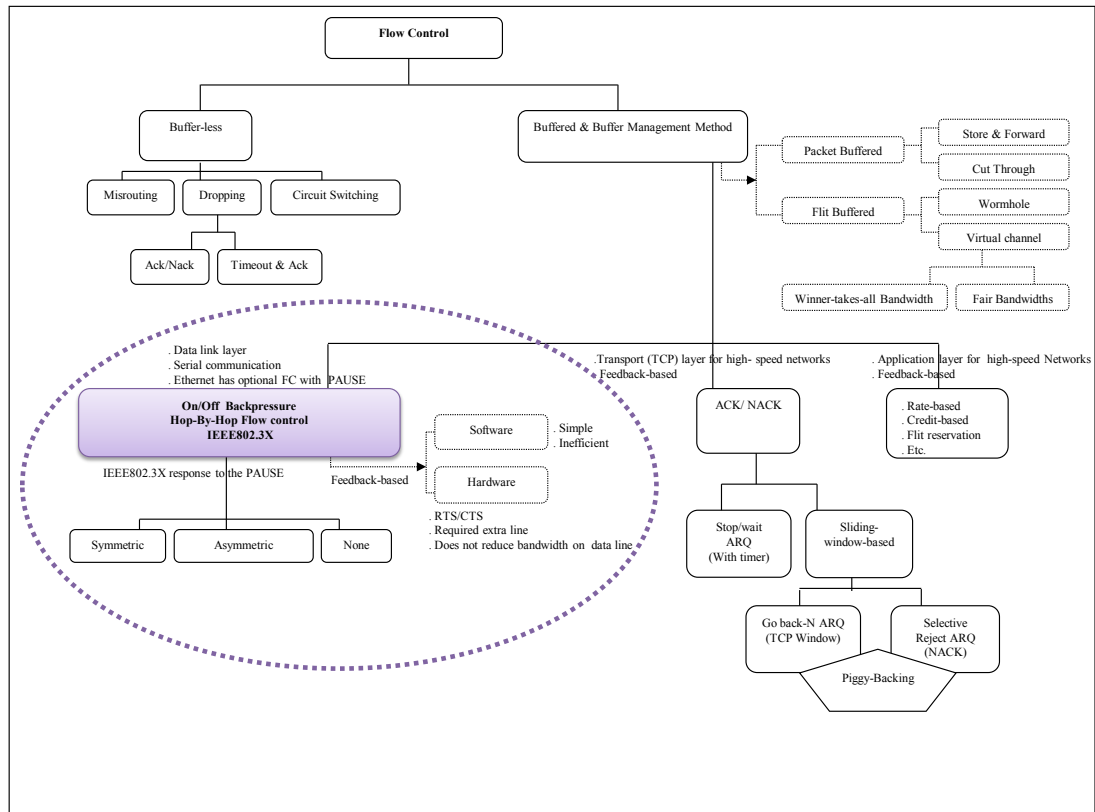 Flow Control
Buffer-less
Buffered & Buffer Management Method
Packet Buffered
Store & Forward
Cut Through
Flit Buffered
Wormhole
Virtual channel
Winner-takes-all Bandwidth
Fair Bandwidths
Misrouting
Dropping
Circuit Switching
Ack/Nack
Timeout & Ack
. Data link layer
. Serial communication
. Ethernet has optional FC with PAUSE
On/Off Backpressure
Hop-By-Hop Flow control
IEEE802.3X
IEEE802.3X response to the PAUSE
Feedback-based
Software
. Simple
. Inefficient
Hardware
. RTS/CTS
. Required extra line
. Does not reduce bandwidth on data line
Symmetric
Asymmetric
None
.Transport (TCP) layer for high- speed networks
. Feedback-based
ACK/ NACK
Stop/wait
ARQ
(With timer)
Sliding-
window-based
Go back-N ARQ
(TCP Window)
Selective
Reject ARQ
(NACK)
Piggy-Backing
. Application layer for high-speed Networks
. Feedback-based
. Rate-based
. Credit-based
. Flit reservation
. Etc.